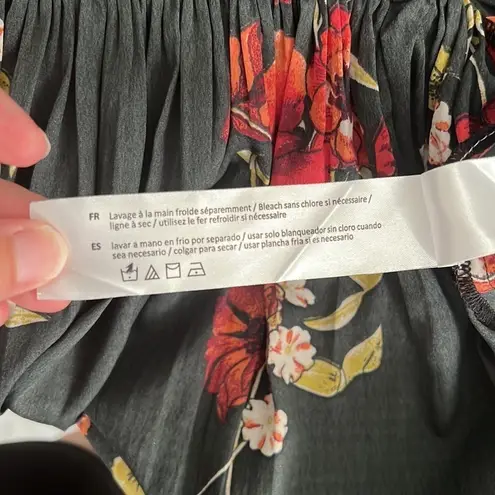 FR Lavage à la main froide séparemment / Bleach sans chlore si nécessaire /
ligne à sec / utilisez le fer refroidir si nécessaire
ES lavar a mano en frio por separado / usar solo blanqueador sin cloro cuando
sea necesario / colgar para secar / usar plancha fria si es necesario